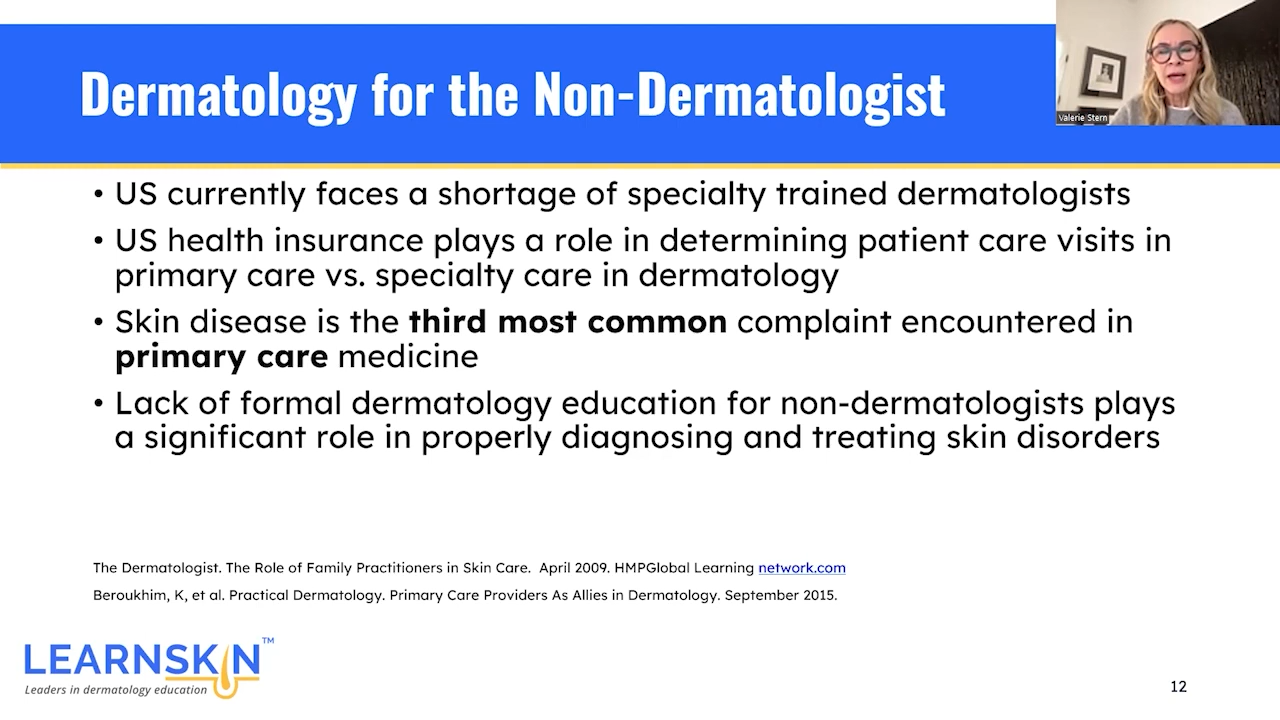 Dermatology for the Non-Dermatologist
Valerie Stern
• US currently faces a shortage of specialty trained dermatologists
• US health insurance plays a role in determining patient care visits in
primary care vs. specialty care in dermatology
• Skin disease is the third most common complaint encountered in
primary care medicine
• Lack of formal dermatology education for non-dermatologists plays
a significant role in properly diagnosing and treating skin disorders
The Dermatologist. The Role of Family Practitioners in Skin Care. April 2009. HMPGlobal Learning network.com
Beroukhim, K, et al. Practical Dermatology. Primary Care Providers As Allies in Dermatology. September 2015.
LEARNSKIN™
Leaders in dermatology education
12